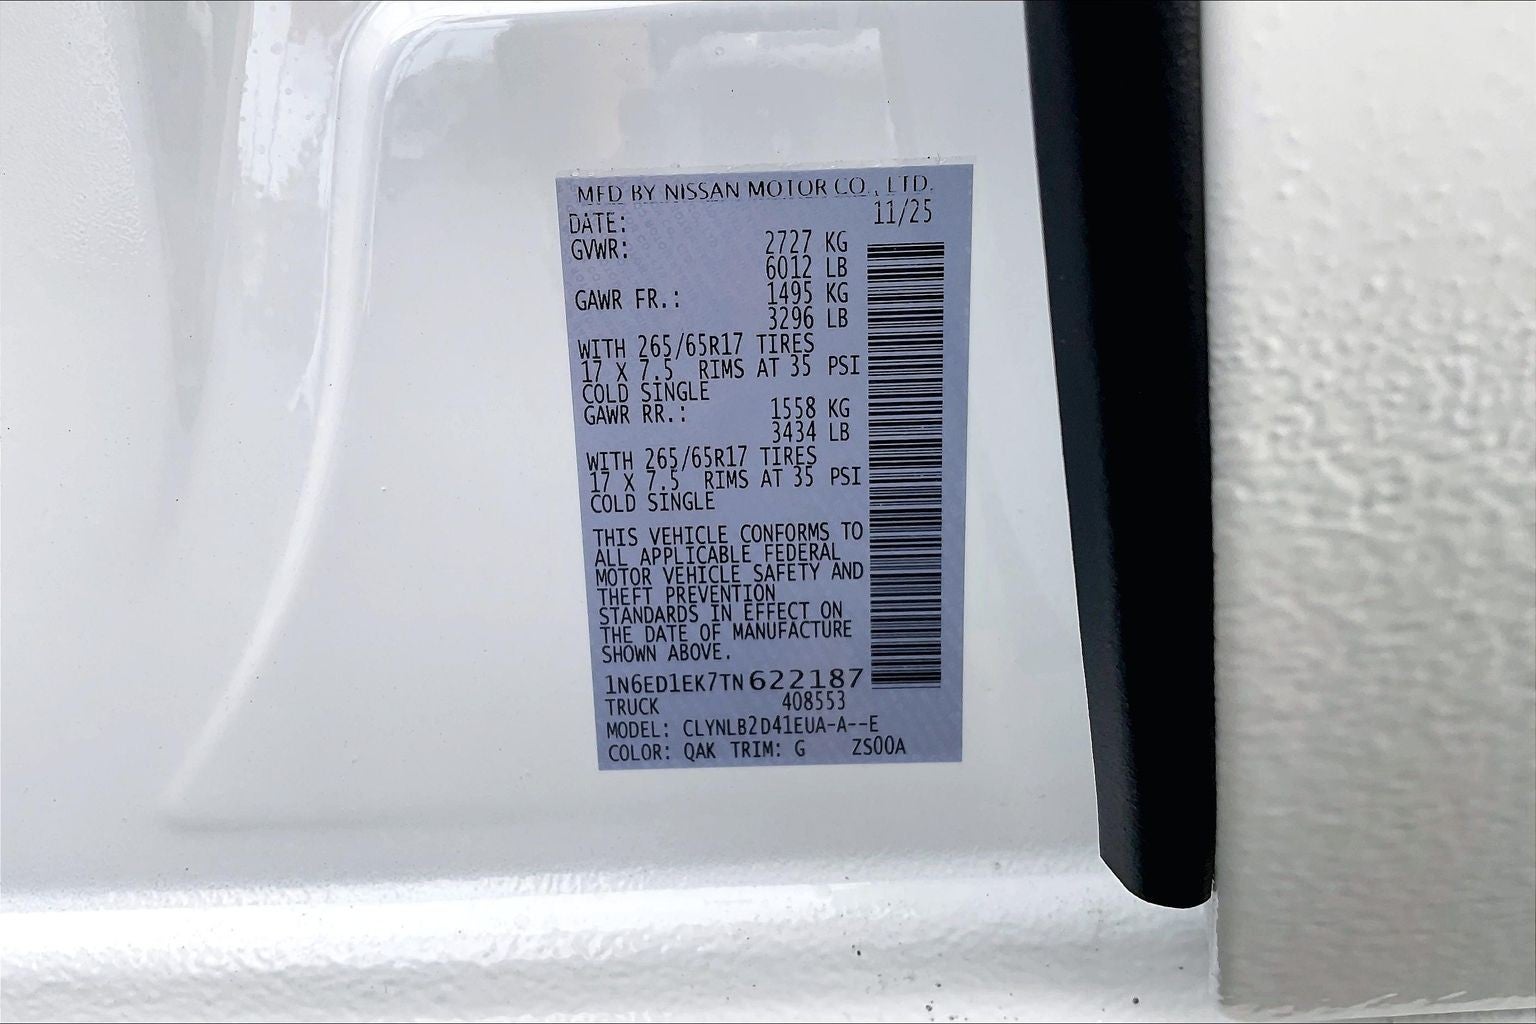 MFD BY NISSAN MOTOR CO., LTD.
DATE: 11/25
GVWR: 2727 KG
6012 LB
GAWR FR.: 1495 KG
3296 LB
WITH 265/65R17 TIRES
17 X 7.5 RIMS AT 35 PSI
COLD SINGLE
GAWR RR.: 1558 KG
3434 LB
WITH 265/65R17 TIRES
17 X 7.5 RIMS AT 35 PSI
COLD SINGLE
THIS VEHICLE CONFORMS TO
ALL APPLICABLE FEDERAL
MOTOR VEHICLE SAFETY AND
THEFT PREVENTION
STANDARDS IN EFFECT ON
THE DATE OF MANUFACTURE
SHOWN ABOVE.
1N6ED1EK7TN622187
TRUCK 408553
MODEL: CLYNLB2D41EUA-A--E
COLOR: QAK TRIM: G ZS00A